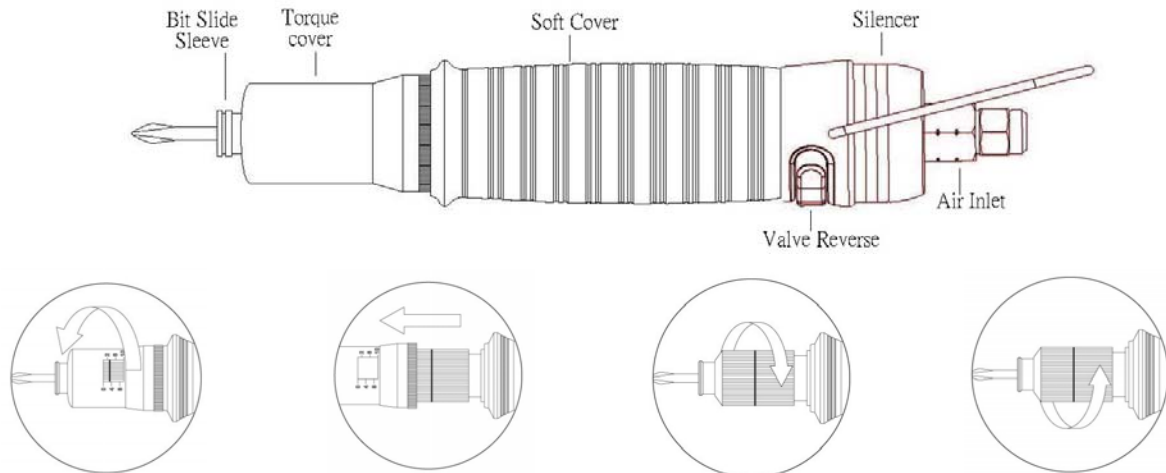 Bit Slide
Sleeve
Torque
cover
Soft Cover
Silencer
Air Inlet
Valve Reverse